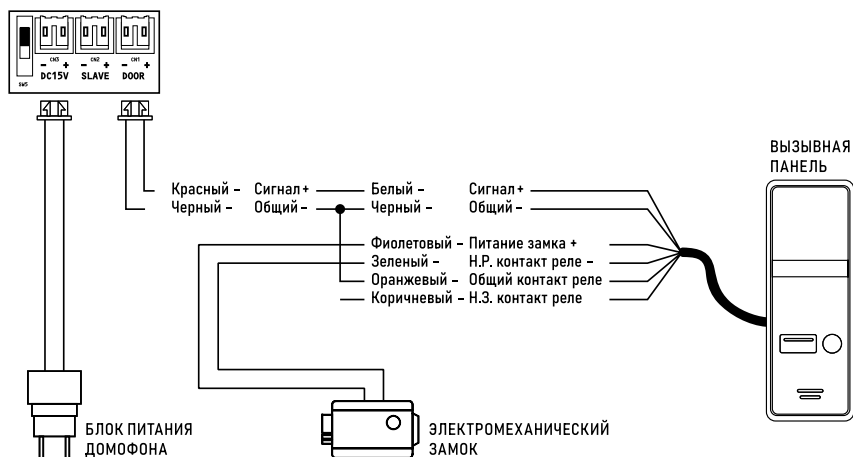 - CN3 + - CN2 + - CN1 +
DC15V SLAVE DOOR
SW5
ВЫЗЫВНАЯ
ПАНЕЛЬ
Красный – Сигнал+ Белый – Сигнал+
Черный – Общий – Черный – Общий –
Фиолетовый – Питание замка +
Зеленый – Н.Р. контакт реле –
Оранжевый – Общий контакт реле
Коричневый – Н.З. контакт реле
БЛОК ПИТАНИЯ
ДОМОФОНА
ЭЛЕКТРОМЕХАНИЧЕСКИЙ
ЗАМОК